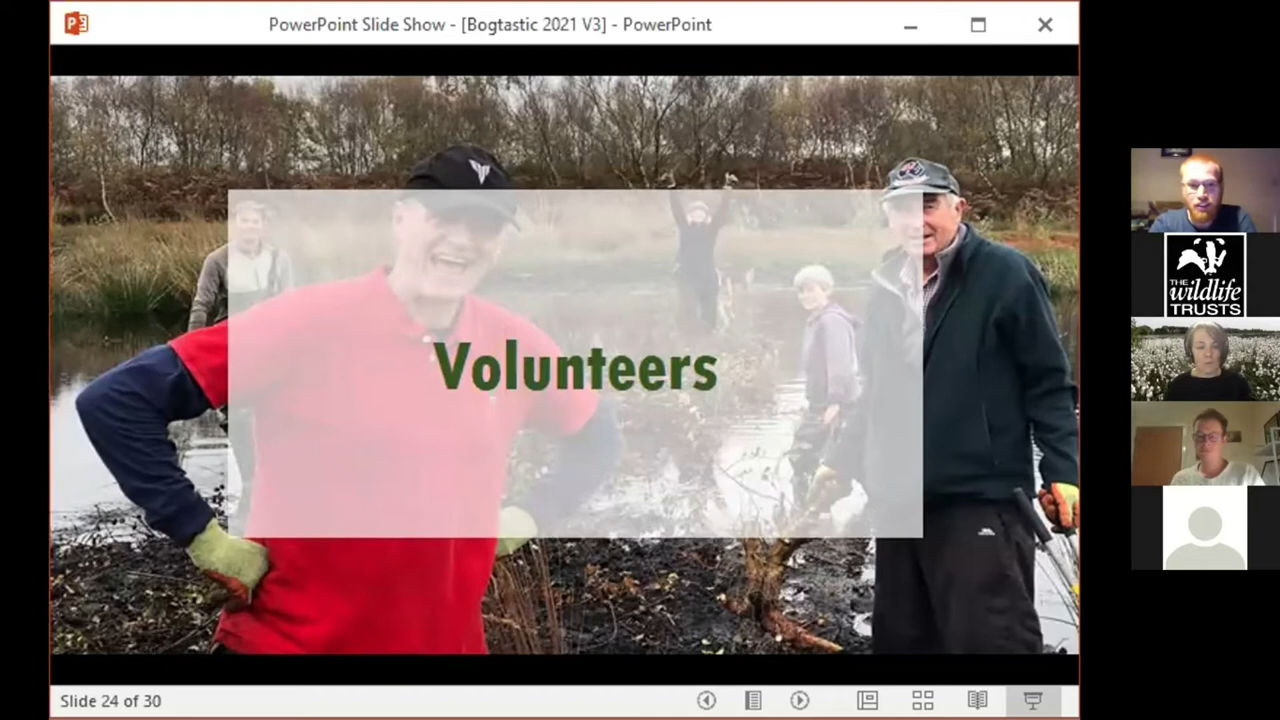 PowerPoint Slide Show - [Bogtastic 2021 V3] - PowerPoint
Volunteers
THE
wildlife
TRUSTS
Slide 24 of 30